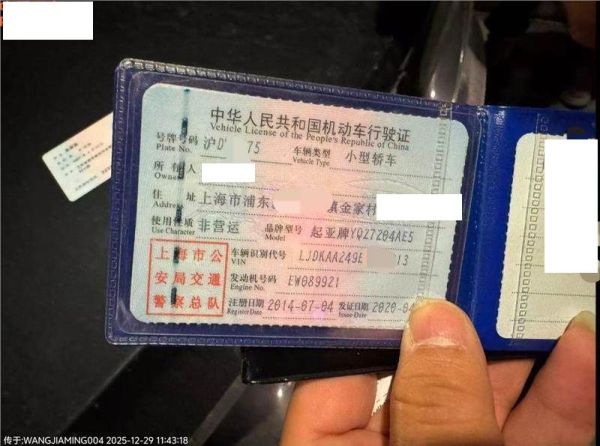 中华人民共和国机动车行驶证
Vehicle License of the People's Republic of China
号牌号码 沪D 75 车辆类型 小型轿车
Plate No. Vehicle Type
所有人
Owner
住址 上海市浦东 镇金家村
Address
使用性质 非营运 品牌型号 起亚牌YQZ7204AE5
Use Character Model
上海市公
安局交通
警察总队
车辆识别代号 LJDKAA249E 13
VIN
发动机号码 EW089921
Engine No.
注册日期 2014-07-04 发证日期 2020-04
Register Date Issue Date
传于:WANGJIAMING004 2025-12-29 11:43:18